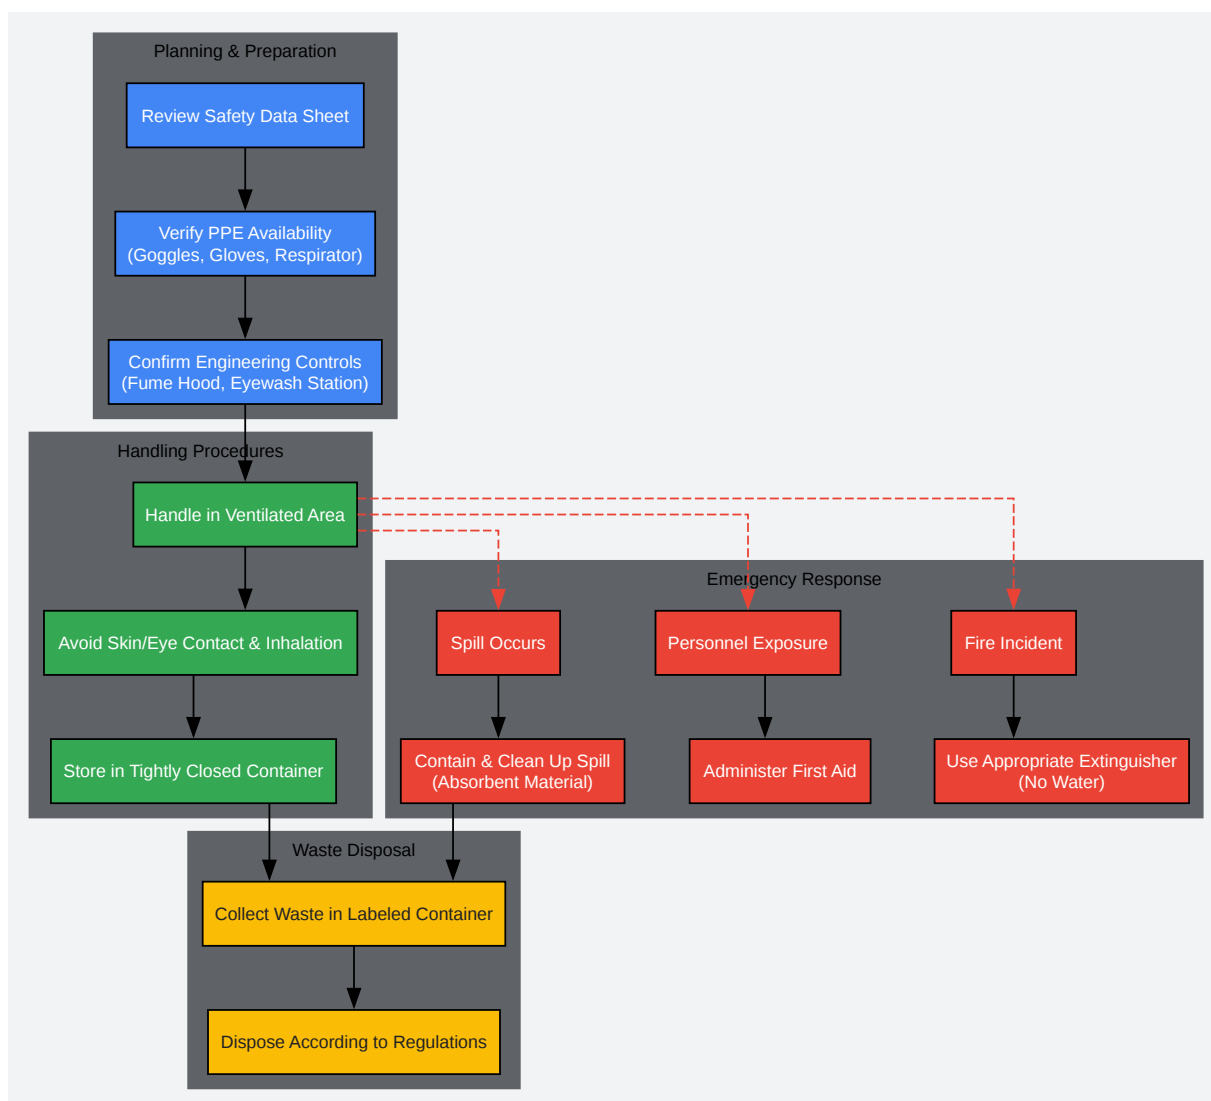 Planning & Preparation
Review Safety Data Sheet
Verify PPE Availability
(Goggles, Gloves, Respirator)
Confirm Engineering Controls
(Fume Hood, Eyewash Station)
Handling Procedures
Handle in Ventilated Area
Avoid Skin/Eye Contact & Inhalation
Store in Tightly Closed Container
Emergency Response
Spill Occurs
Personnel Exposure
Fire Incident
Contain & Clean Up Spill
(Absorbent Material)
Administer First Aid
Use Appropriate Extinguisher
(No Water)
Waste Disposal
Collect Waste in Labeled Container
Dispose According to Regulations